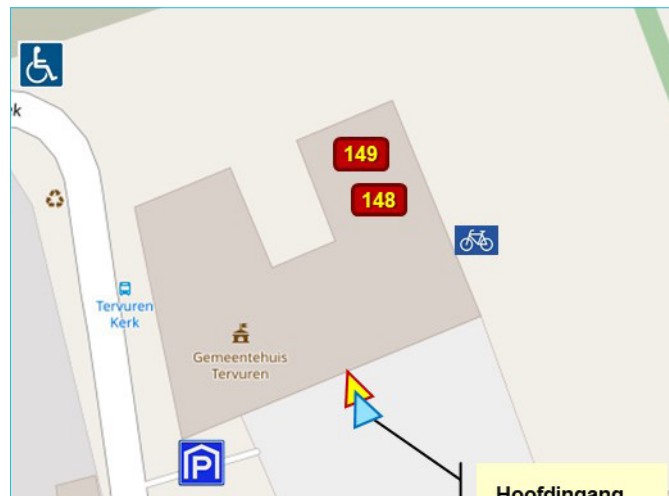 149
k
148
Tervuren
Kerk
Gemeentehuis
Tervuren
P
Hoofdingang